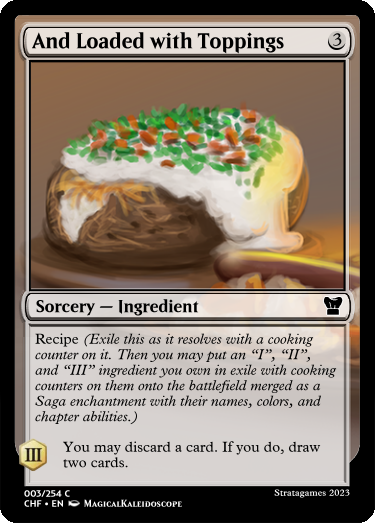 And Loaded with Toppings 3
Sorcery — Ingredient
Recipe (Exile this as it resolves with a cooking
counter on it. Then you may put an “I”, “II”,
and “III” ingredient you own in exile with cooking
counters on them onto the battlefield merged as a
Saga enchantment with their names, colors, and
chapter abilities.)
III You may discard a card. If you do, draw
two cards.
003/254 C Stratagames 2023
CHF • EN MagicalKaleidoscope